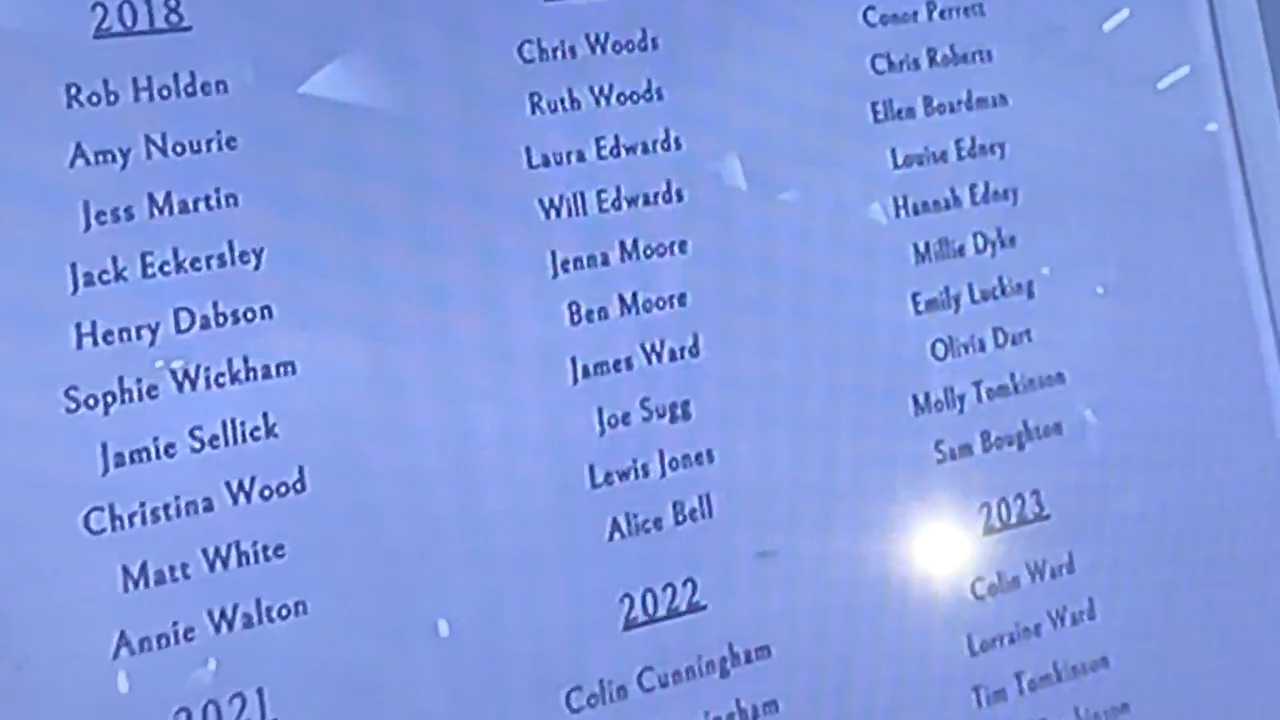 2018
Rob Holden
Amy Nourie
Jess Martin
Jack Eckersley
Henry Dabson
Sophie Wickham
Jamie Sellick
Christina Wood
Matt White
Annie Walton
2021
Chris Woods
Ruth Woods
Laura Edwards
Will Edwards
Jenna Moore
Ben Moore
James Ward
Joe Sugg
Lewis Jones
Alice Bell
2022
Colin Cunningham
Conor Perrett
Chris Roberts
Ellen Boardman
Louise Edney
Hannah Edney
Millie Dyke
Emily Lucking
Olivia Dart
Molly Tomkinson
Sam Boughton
2023
Colin Ward
Lorraine Ward
Tim Tomkinson